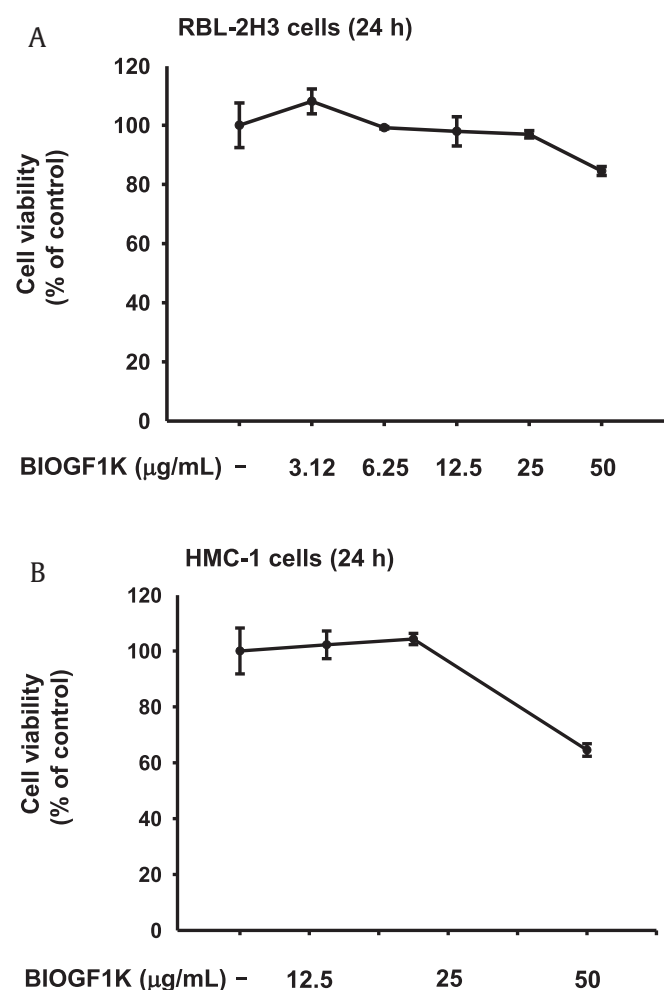 A
RBL-2H3 cells (24 h)
120
100
80
60
40
20
0
Cell viability
(% of control)
BIOGF1K (μg/mL) – 3.12 6.25 12.5 25 50
B
HMC-1 cells (24 h)
120
100
80
60
40
20
0
Cell viability
(% of control)
BIOGF1K (μg/mL) – 12.5 25 50